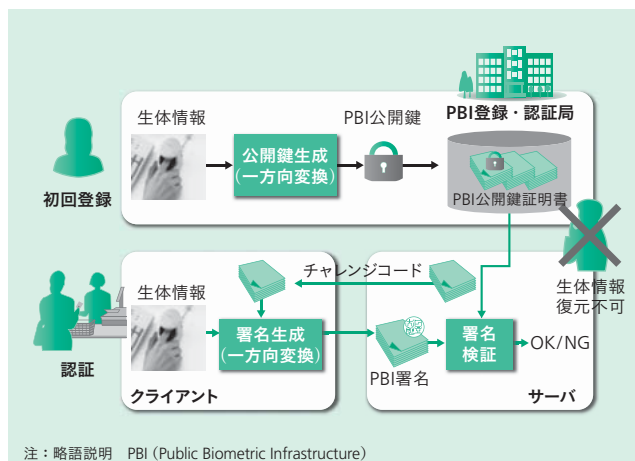 PBI登録・認証局
生体情報
PBI公開鍵
公開鍵生成
(一方向変換)
PBI公開鍵証明書
初回登録
チャレンジコード
生体情報
復元不可
生体情報
署名生成
(一方向変換)
署名
検証
OK/NG
PBI署名
認証
クライアント
サーバ
注：略語説明　PBI（Public Biometric Infrastructure）